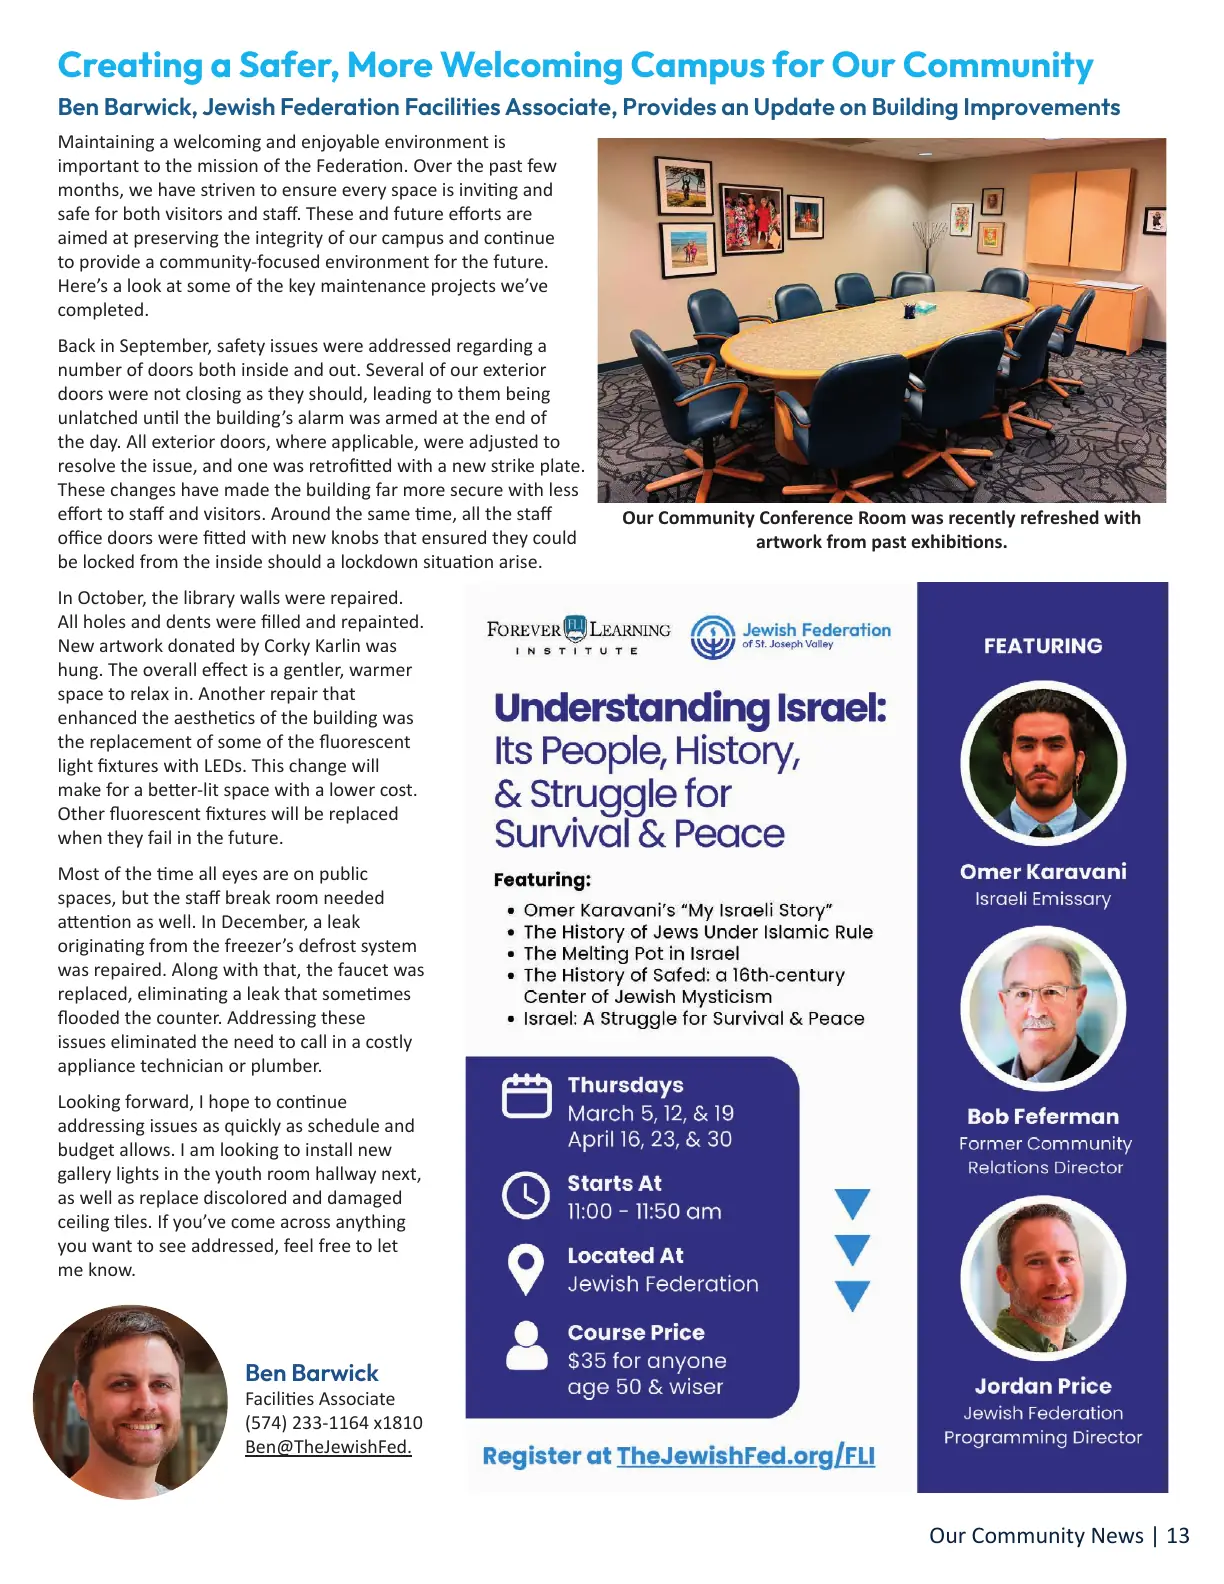 Creating a Safer, More Welcoming Campus for Our Community
Ben Barwick, Jewish Federation Facilities Associate, Provides an Update on Building Improvements
Maintaining a welcoming and enjoyable environment is
important to the mission of the Federation. Over the past few
months, we have striven to ensure every space is inviting and
safe for both visitors and staff. These and future efforts are
aimed at preserving the integrity of our campus and continue
to provide a community-focused environment for the future.
Here’s a look at some of the key maintenance projects we’ve
completed.
Back in September, safety issues were addressed regarding a
number of doors both inside and out. Several of our exterior
doors were not closing as they should, leading to them being
unlatched until the building’s alarm was armed at the end of
the day. All exterior doors, where applicable, were adjusted to
resolve the issue, and one was retrofitted with a new strike plate.
These changes have made the building far more secure with less
effort to staff and visitors. Around the same time, all the staff
office doors were fitted with new knobs that ensured they could
be locked from the inside should a lockdown situation arise.
Our Community Conference Room was recently refreshed with
artwork from past exhibitions.
In October, the library walls were repaired.
All holes and dents were filled and repainted.
New artwork donated by Corky Karlin was
hung. The overall effect is a gentler, warmer
space to relax in. Another repair that
enhanced the aesthetics of the building was
the replacement of some of the fluorescent
light fixtures with LEDs. This change will
make for a better-lit space with a lower cost.
Other fluorescent fixtures will be replaced
when they fail in the future.
Most of the time all eyes are on public
spaces, but the staff break room needed
attention as well. In December, a leak
originating from the freezer’s defrost system
was repaired. Along with that, the faucet was
replaced, eliminating a leak that sometimes
flooded the counter. Addressing these
issues eliminated the need to call in a costly
appliance technician or plumber.
Looking forward, I hope to continue
addressing issues as quickly as schedule and
budget allows. I am looking to install new
gallery lights in the youth room hallway next,
as well as replace discolored and damaged
ceiling tiles. If you’ve come across anything
you want to see addressed, feel free to let
me know.
Ben Barwick
Facilities Associate
(574) 233-1164 x1810
Ben@TheJewishFed.
FOREVER FLI LEARNING
INSTITUTE
Jewish Federation
of St. Joseph Valley
Understanding Israel:
Its People, History,
& Struggle for
Survival & Peace
Featuring:
• Omer Karavani’s “My Israeli Story”
• The History of Jews Under Islamic Rule
• The Melting Pot in Israel
• The History of Safed: a 16th-century
Center of Jewish Mysticism
• Israel: A Struggle for Survival & Peace
Thursdays
March 5, 12, & 19
April 16, 23, & 30
Starts At
11:00 - 11:50 am
Located At
Jewish Federation
Course Price
$35 for anyone
age 50 & wiser
Register at TheJewishFed.org/FLI
FEATURING
Omer Karavani
Israeli Emissary
Bob Feferman
Former Community
Relations Director
Jordan Price
Jewish Federation
Programming Director
Our Community News | 13